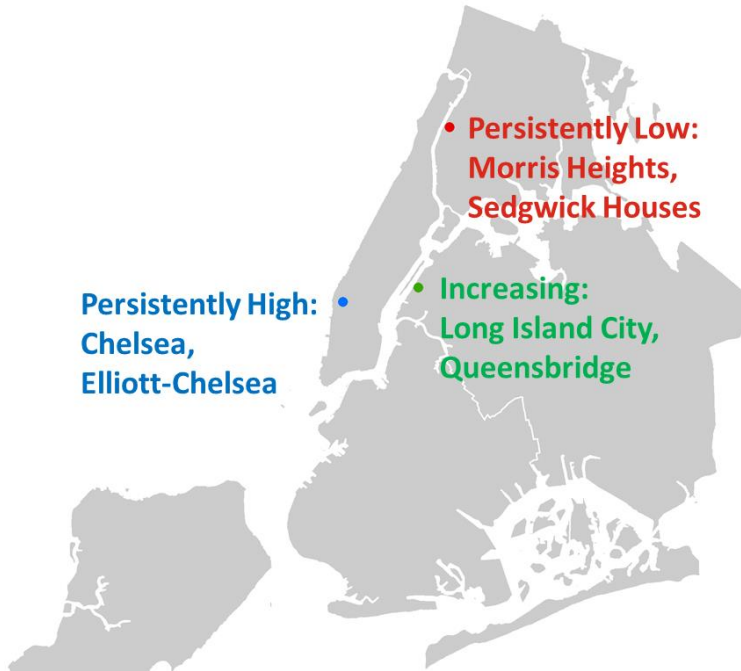 Persistently Low:
Morris Heights,
Sedgwick Houses
Persistently High:
Chelsea,
Elliott-Chelsea
Increasing:
Long Island City,
Queensbridge